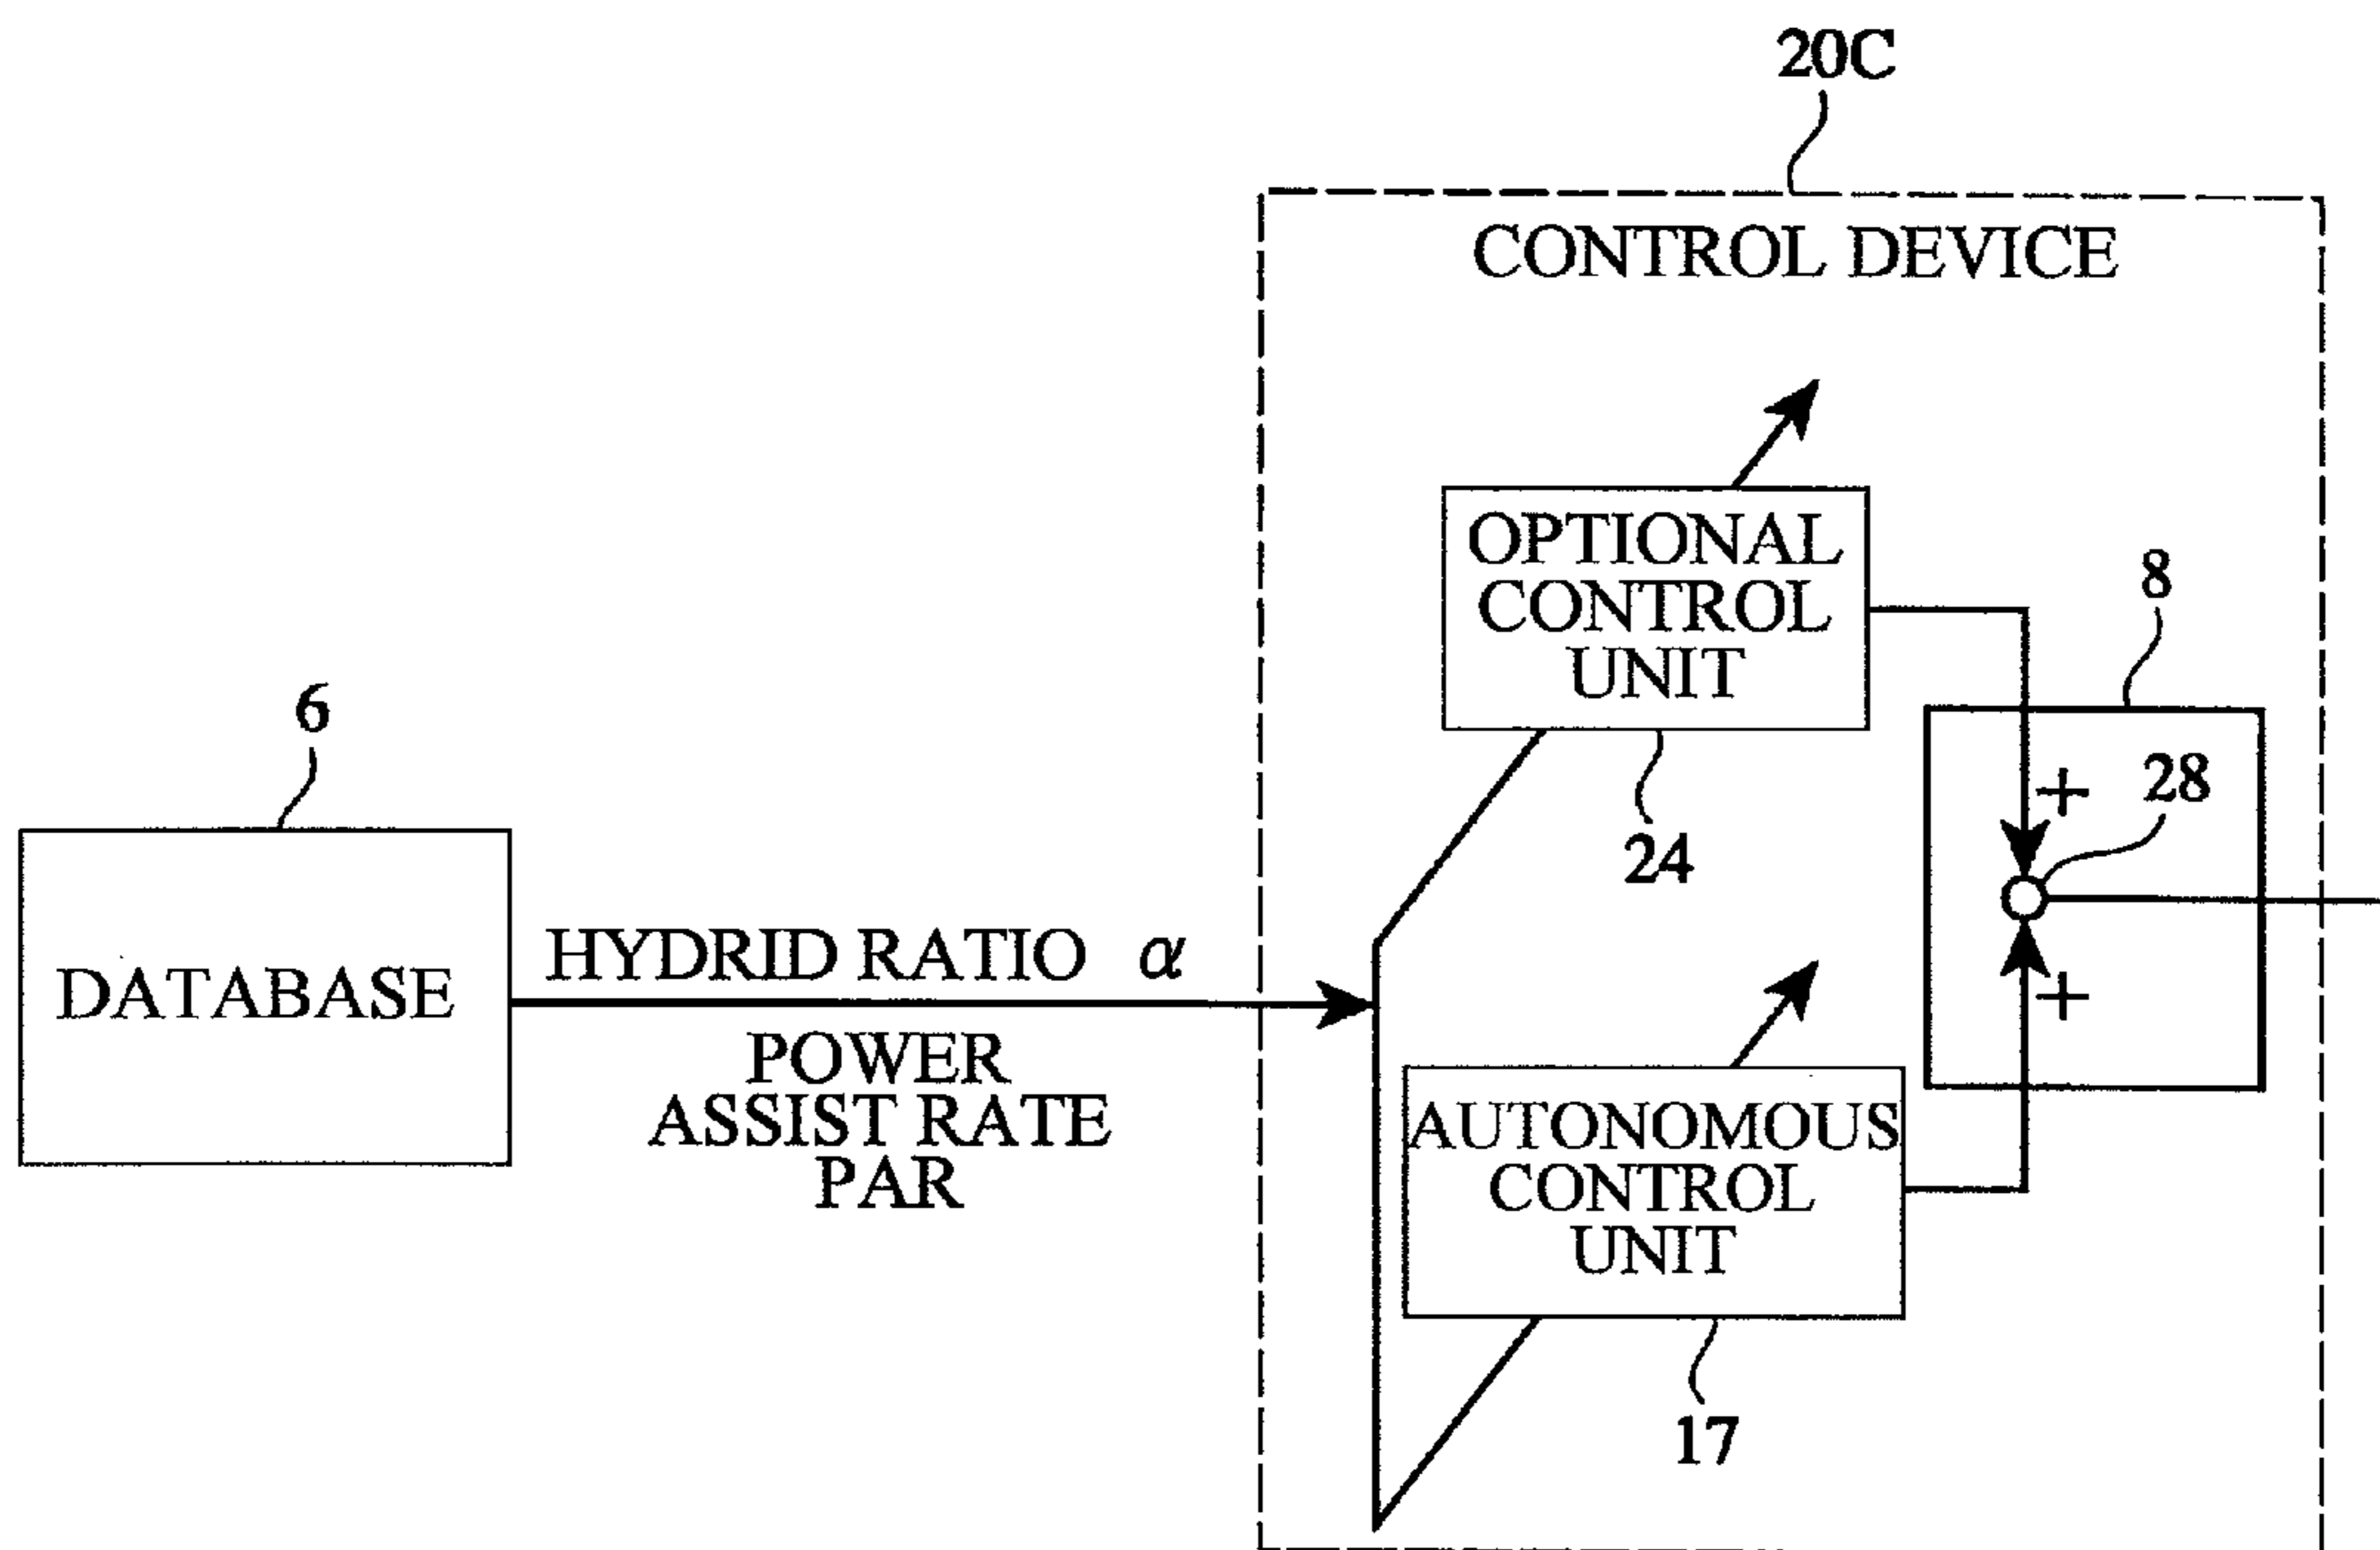 20C
CONTROL DEVICE
OPTIONAL
CONTROL
UNIT
8
6
+
28
24
HYDRID RATIO α
DATABASE
+
POWER
ASSIST RATE
PAR
AUTONOMOUS
CONTROL
UNIT
17